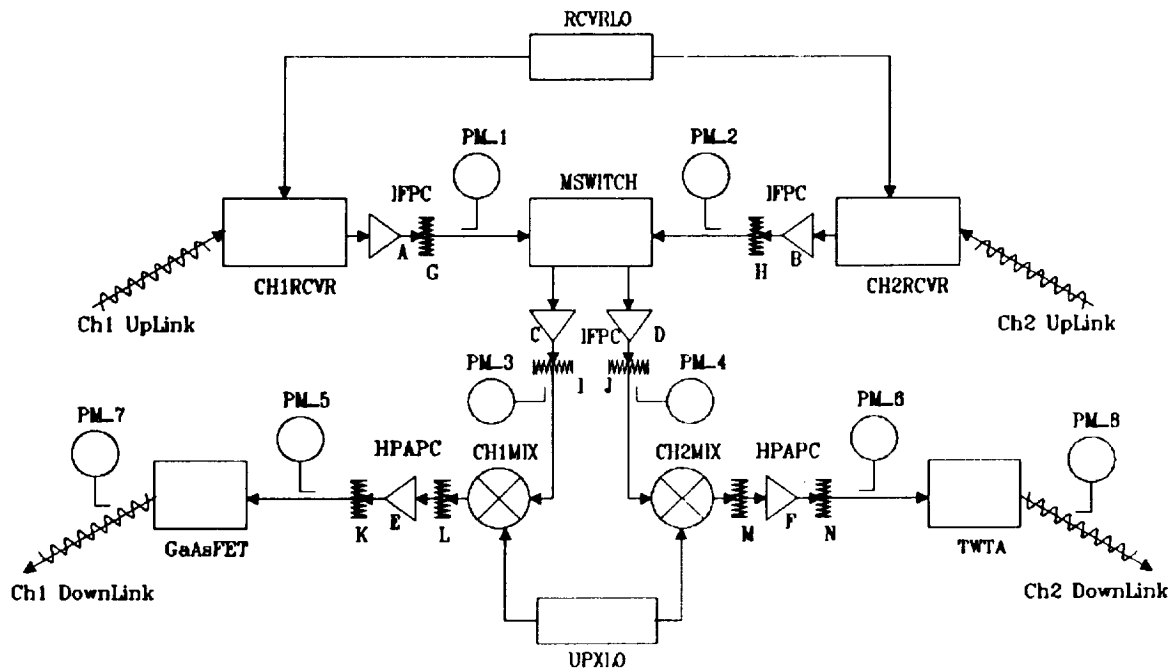 RCVRLO
PM_1
PM_2
IFPC
MSWITCH
IFPC
A
G
H
B
CH1RCVR
CH2RCVR
Ch1 UpLink
Ch2 UpLink
C
IFPC
D
PM_3
I
J
PM_4
PM_7
PM_5
PM_6
PM_8
HPAPC
CH1MIX
CH2MIX
HPAPC
K
E
L
M
F
N
GaAsFET
TWTA
Ch1 DownLink
Ch2 DownLink
UPXLO